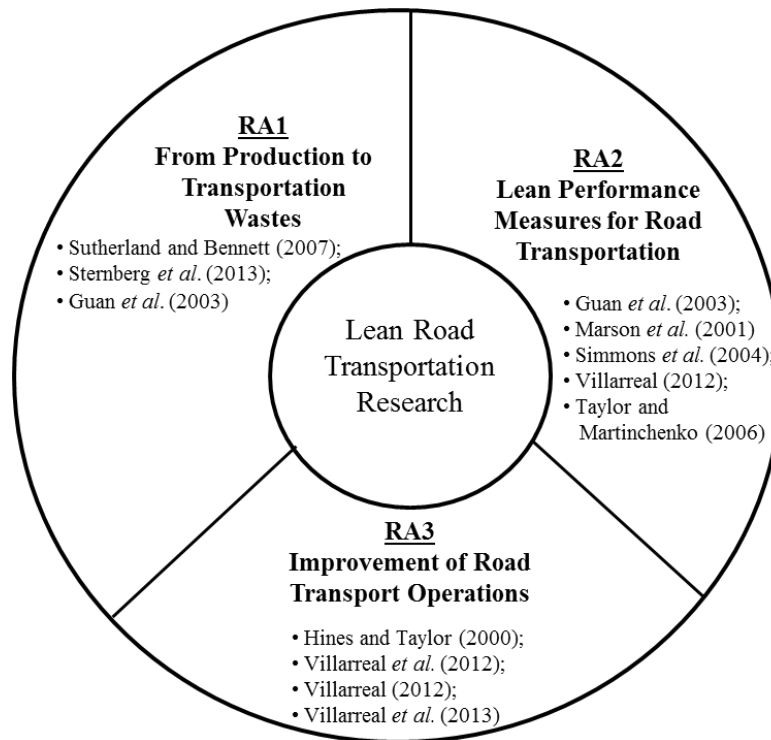 RA1
From Production to
Transportation
Wastes
• Sutherland and Bennett (2007);
• Sternberg et al. (2013);
• Guan et al. (2003)
RA2
Lean Performance
Measures for Road
Transportation
• Guan et al. (2003);
• Marson et al. (2001)
• Simmons et al. (2004);
• Villarreal (2012);
• Taylor and
Martinchenko (2006)
Lean Road
Transportation
Research
RA3
Improvement of Road
Transport Operations
• Hines and Taylor (2000);
• Villarreal et al. (2012);
• Villarreal (2012);
• Villarreal et al. (2013)